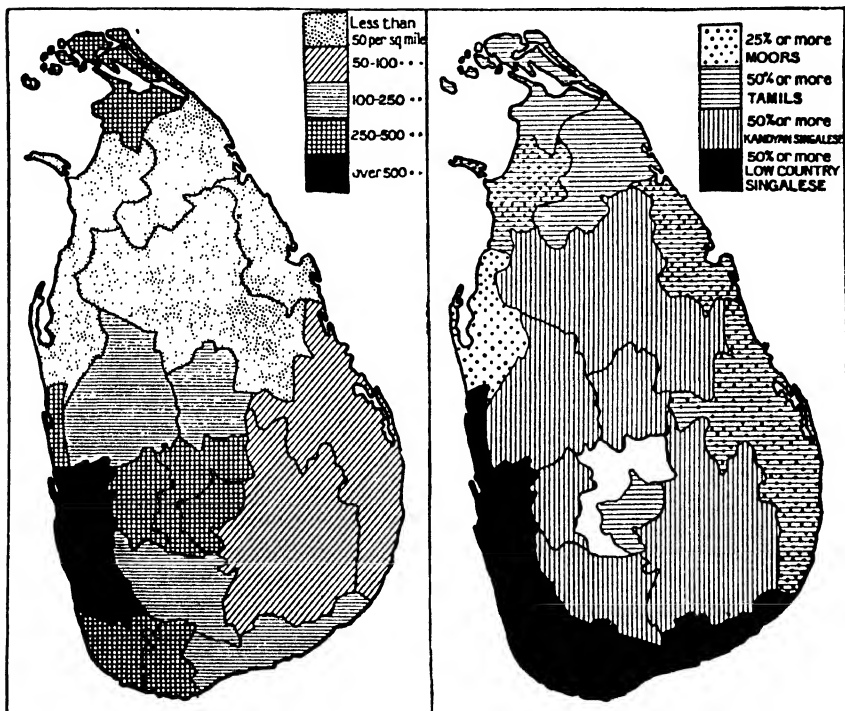 Less than
50 per sq mile
50-100 ··
100-250 ··
250-500 ··
Over 500 ··
25% or more
MOORS
50% or more
TAMILS
50% or more
KANDYAN SINGALESE
50% or more
LOW COUNTRY
SINGALESE